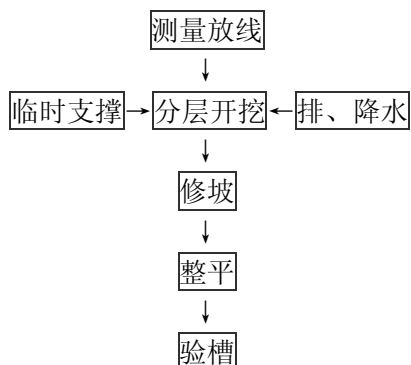 测量放线
临时支撑 分层开挖 排、降水
修坡
整平
验槽